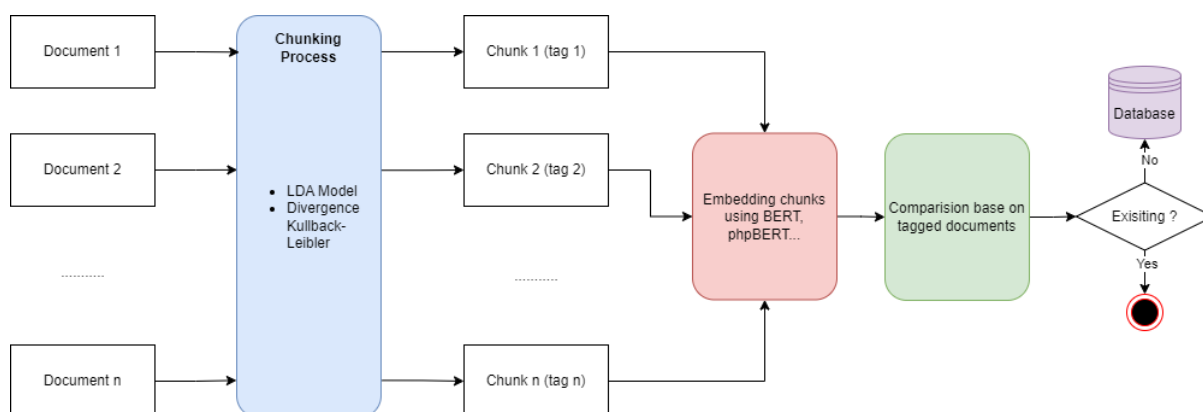 Document 1
Chunking
Process
Chunk 1 (tag 1)
Database
Document 2
LDA Model
Divergence
Kullback-
Leibler
Chunk 2 (tag 2)
Embedding chunks
using BERT,
phpBERT...
Comparision base on
tagged documents
No
Exisiting ?
Yes
Document n
Chunk n (tag n)